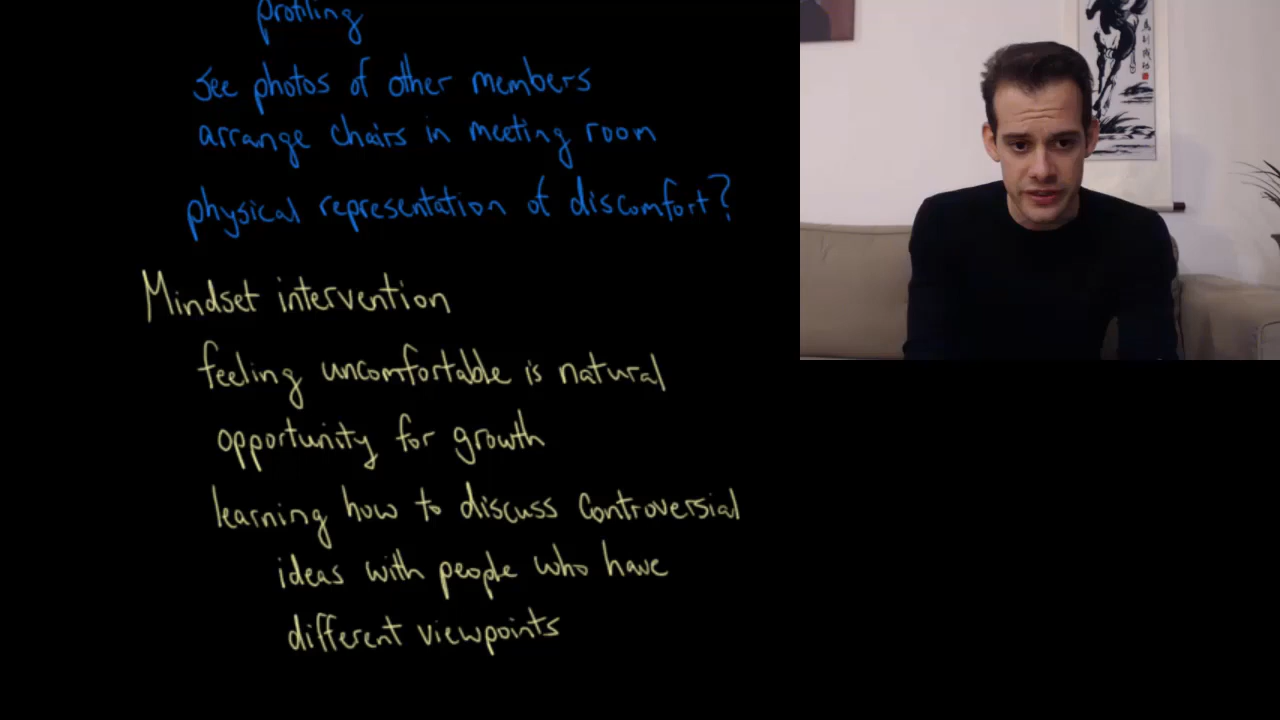 profiling
see photos of other members
arrange chairs in meeting room
physical representation of discomfort?
Mindset intervention
feeling uncomfortable is natural
opportunity for growth
learning how to discuss controversial
ideas with people who have
different viewpoints